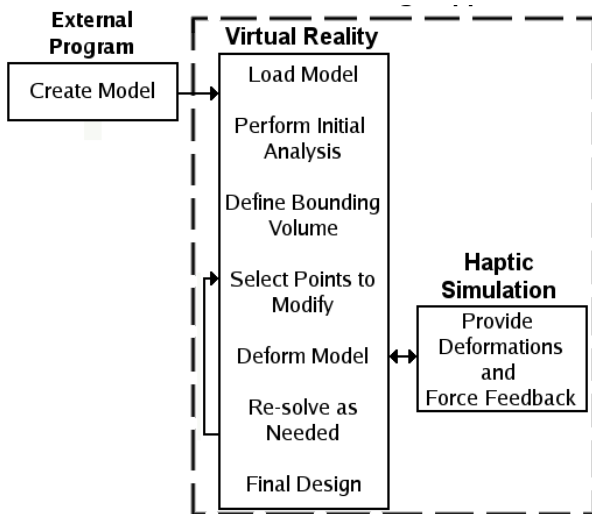 External
Program
Create Model
Virtual Reality
Load Model
Perform Initial
Analysis
Define Bounding
Volume
Select Points to
Modify
Deform Model
Re-solve as
Needed
Final Design
Haptic
Simulation
Provide
Deformations
and
Force Feedback